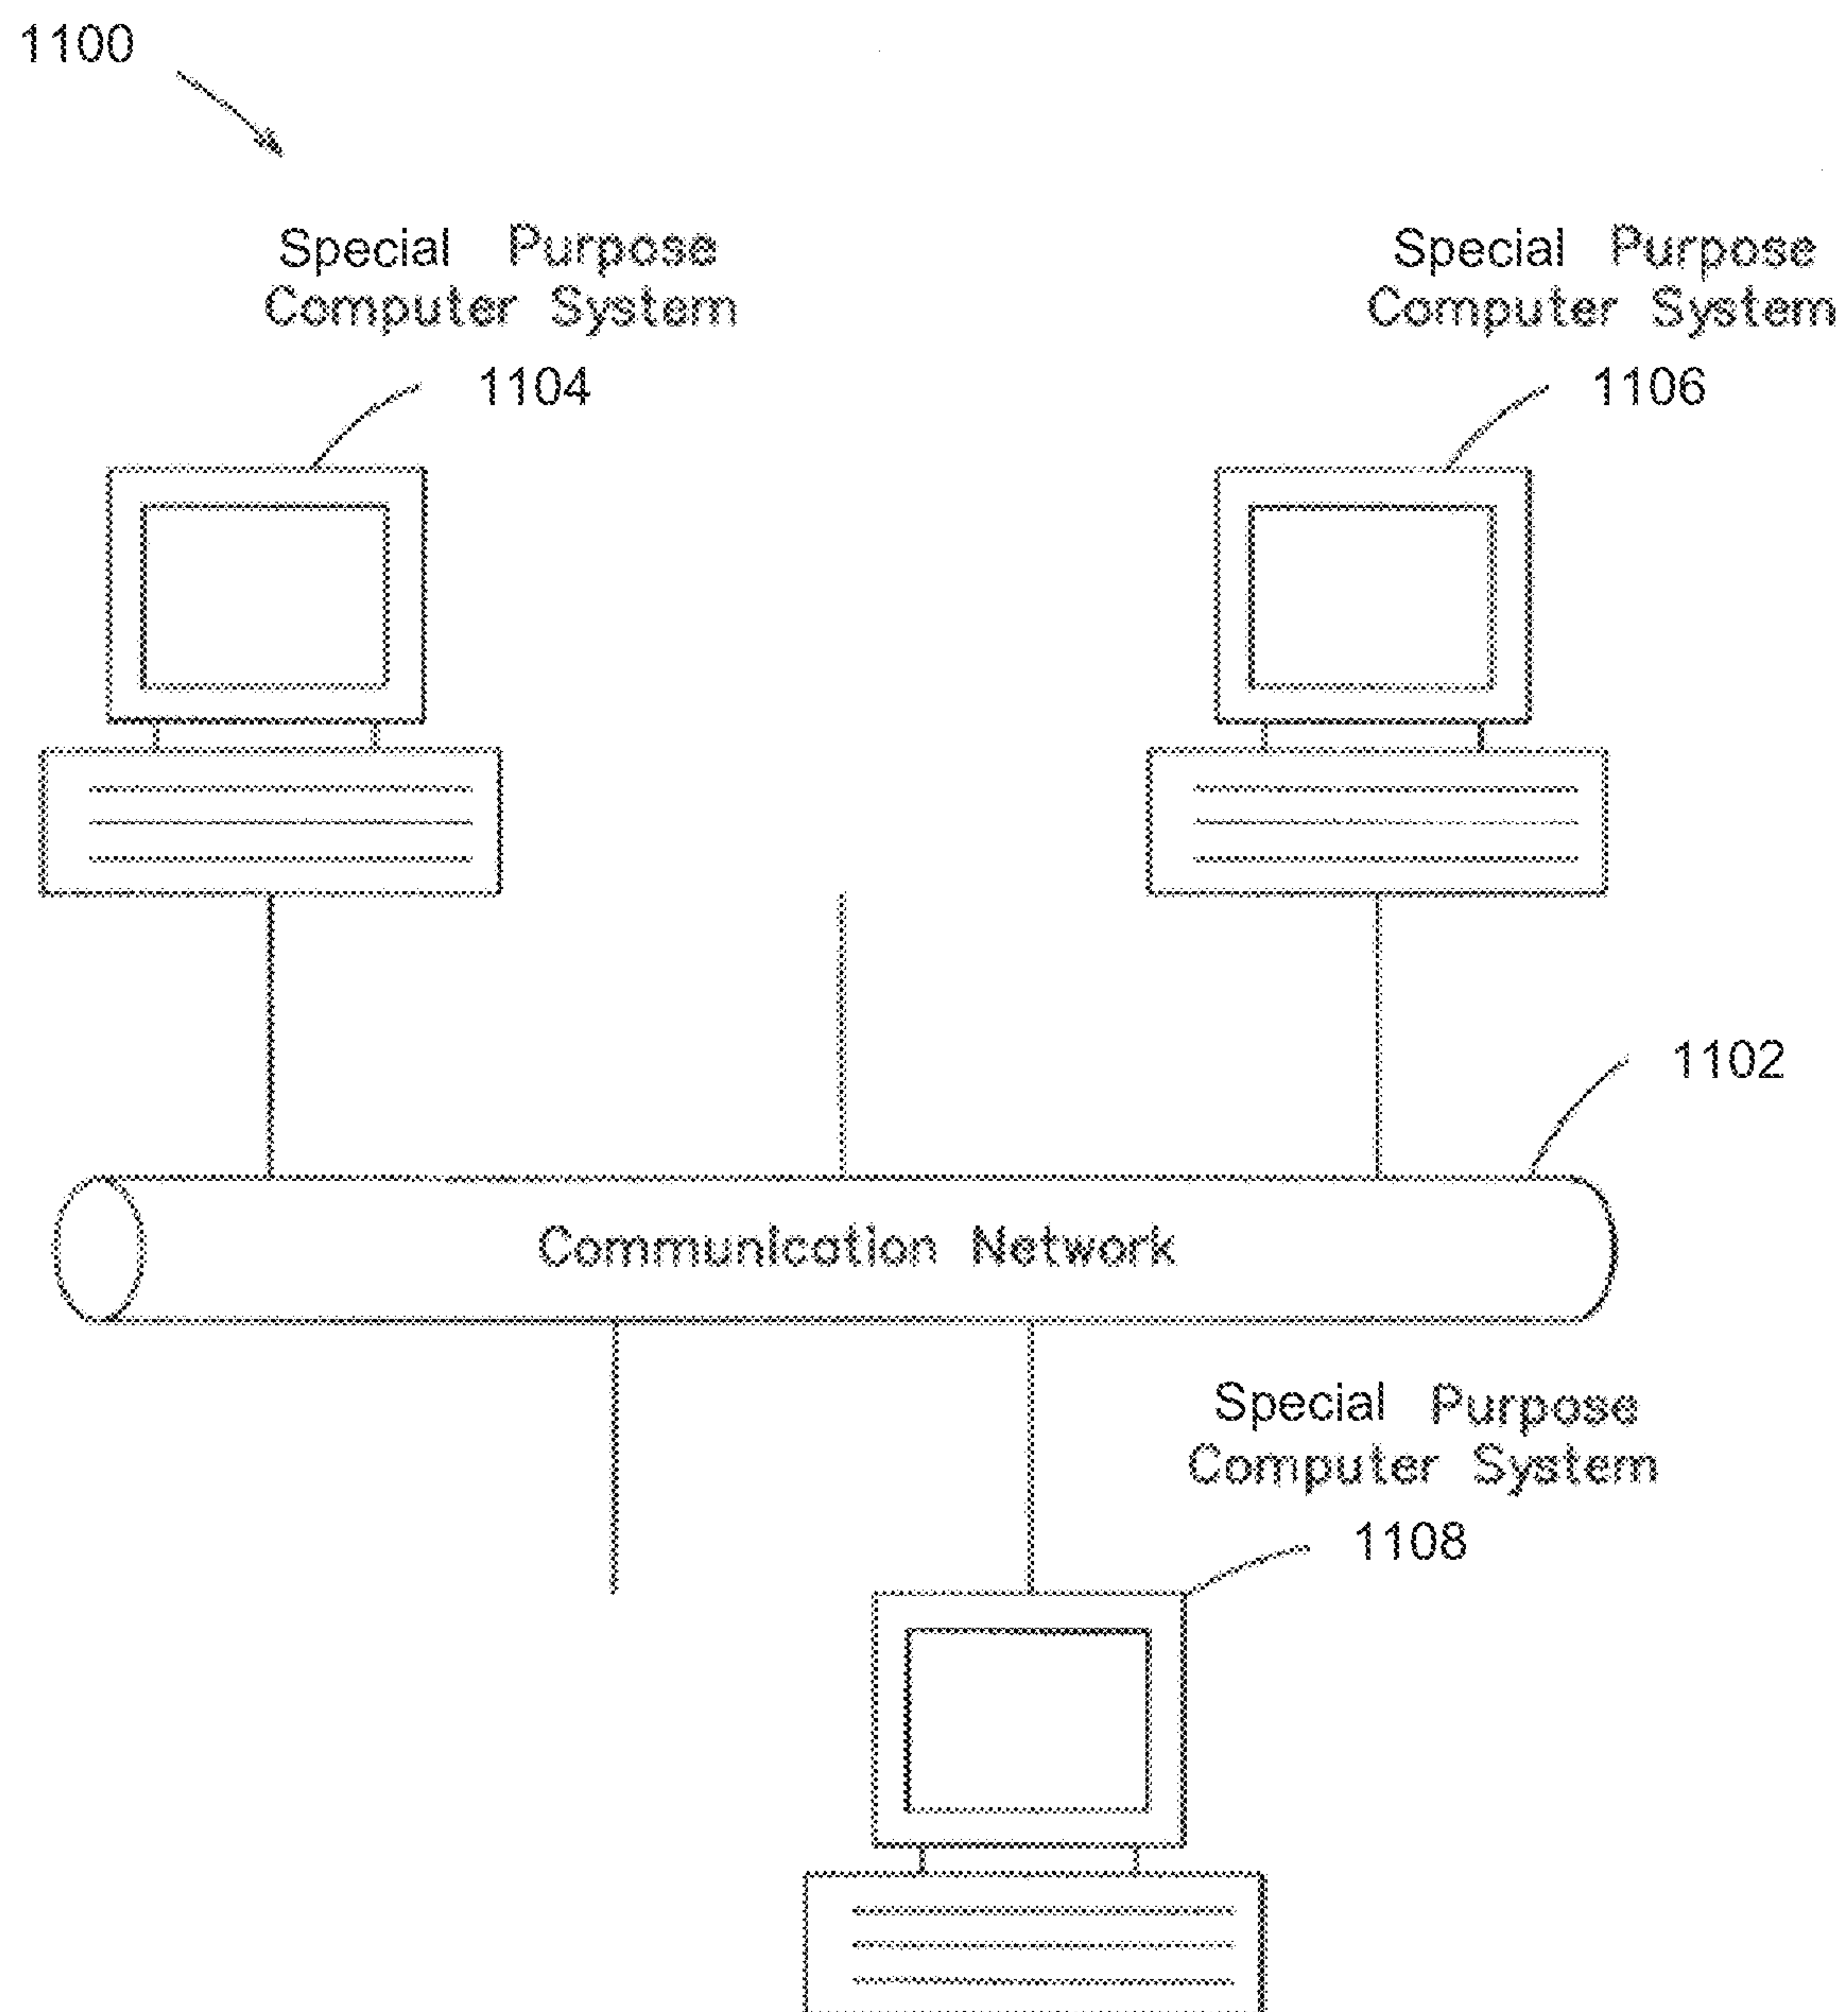 1100
Special Purpose
Computer System
1104
Special Purpose
Computer System
1106
1102
Communication Network
Special Purpose
Computer System
1108